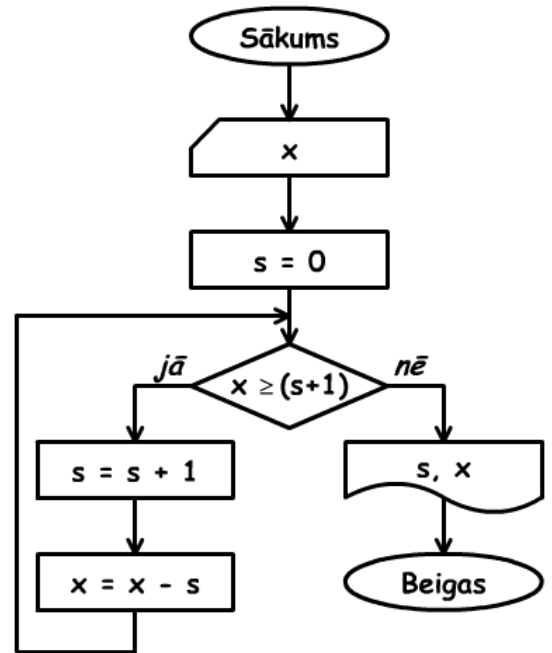 Sākums
x
s = 0
jā
x ≥ (s+1)
nē
s = s + 1
s, x
x = x - s
Beigas